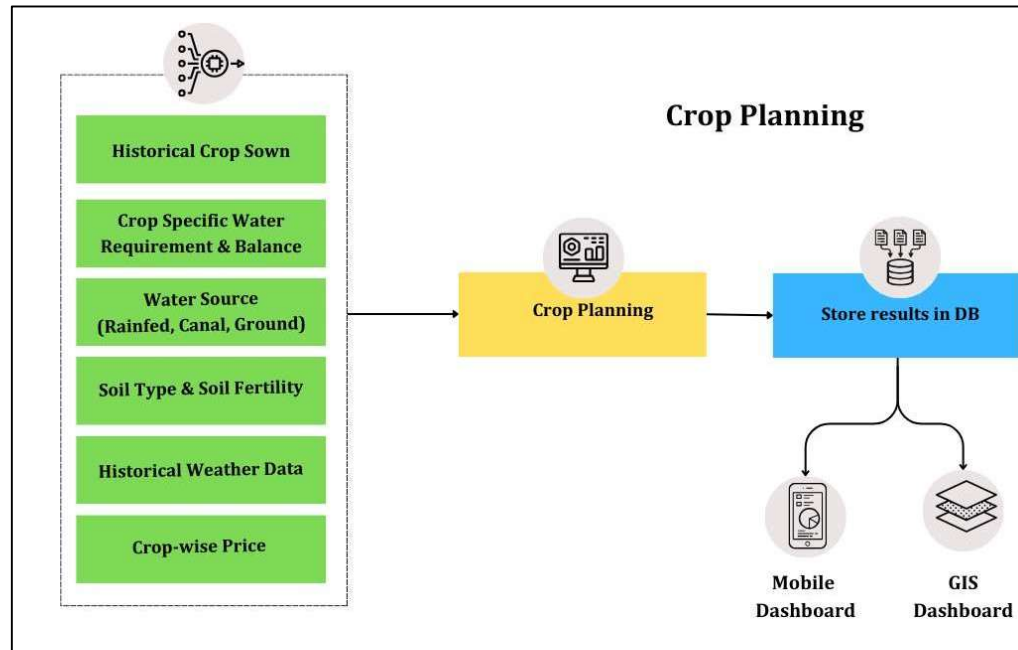 Crop Planning
Historical Crop Sown
Crop Specific Water
Requirement & Balance
Water Source
(Rainfed, Canal, Ground)
Soil Type & Soil Fertility
Historical Weather Data
Crop-wise Price
Crop Planning
Store results in DB
Mobile
Dashboard
GIS
Dashboard